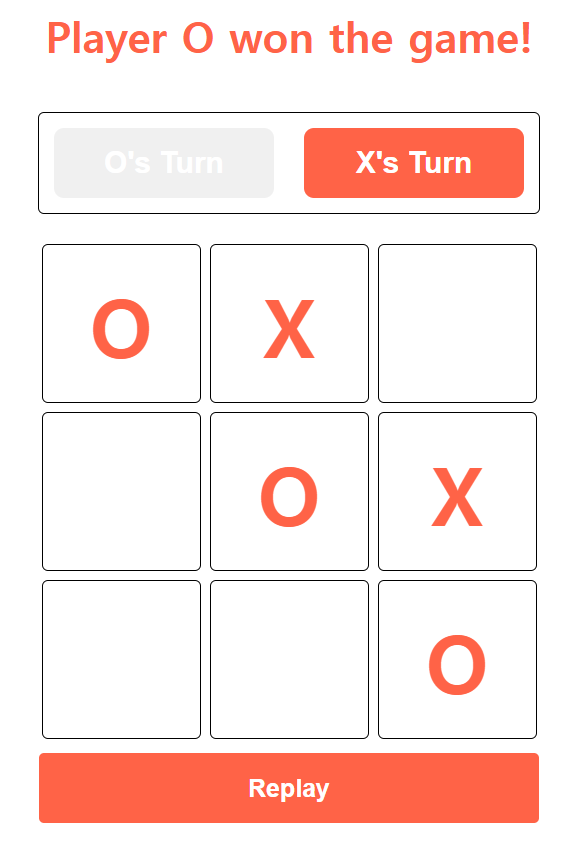 Player O won the game!
O's Turn X's Turn
O X
O X
O
Replay